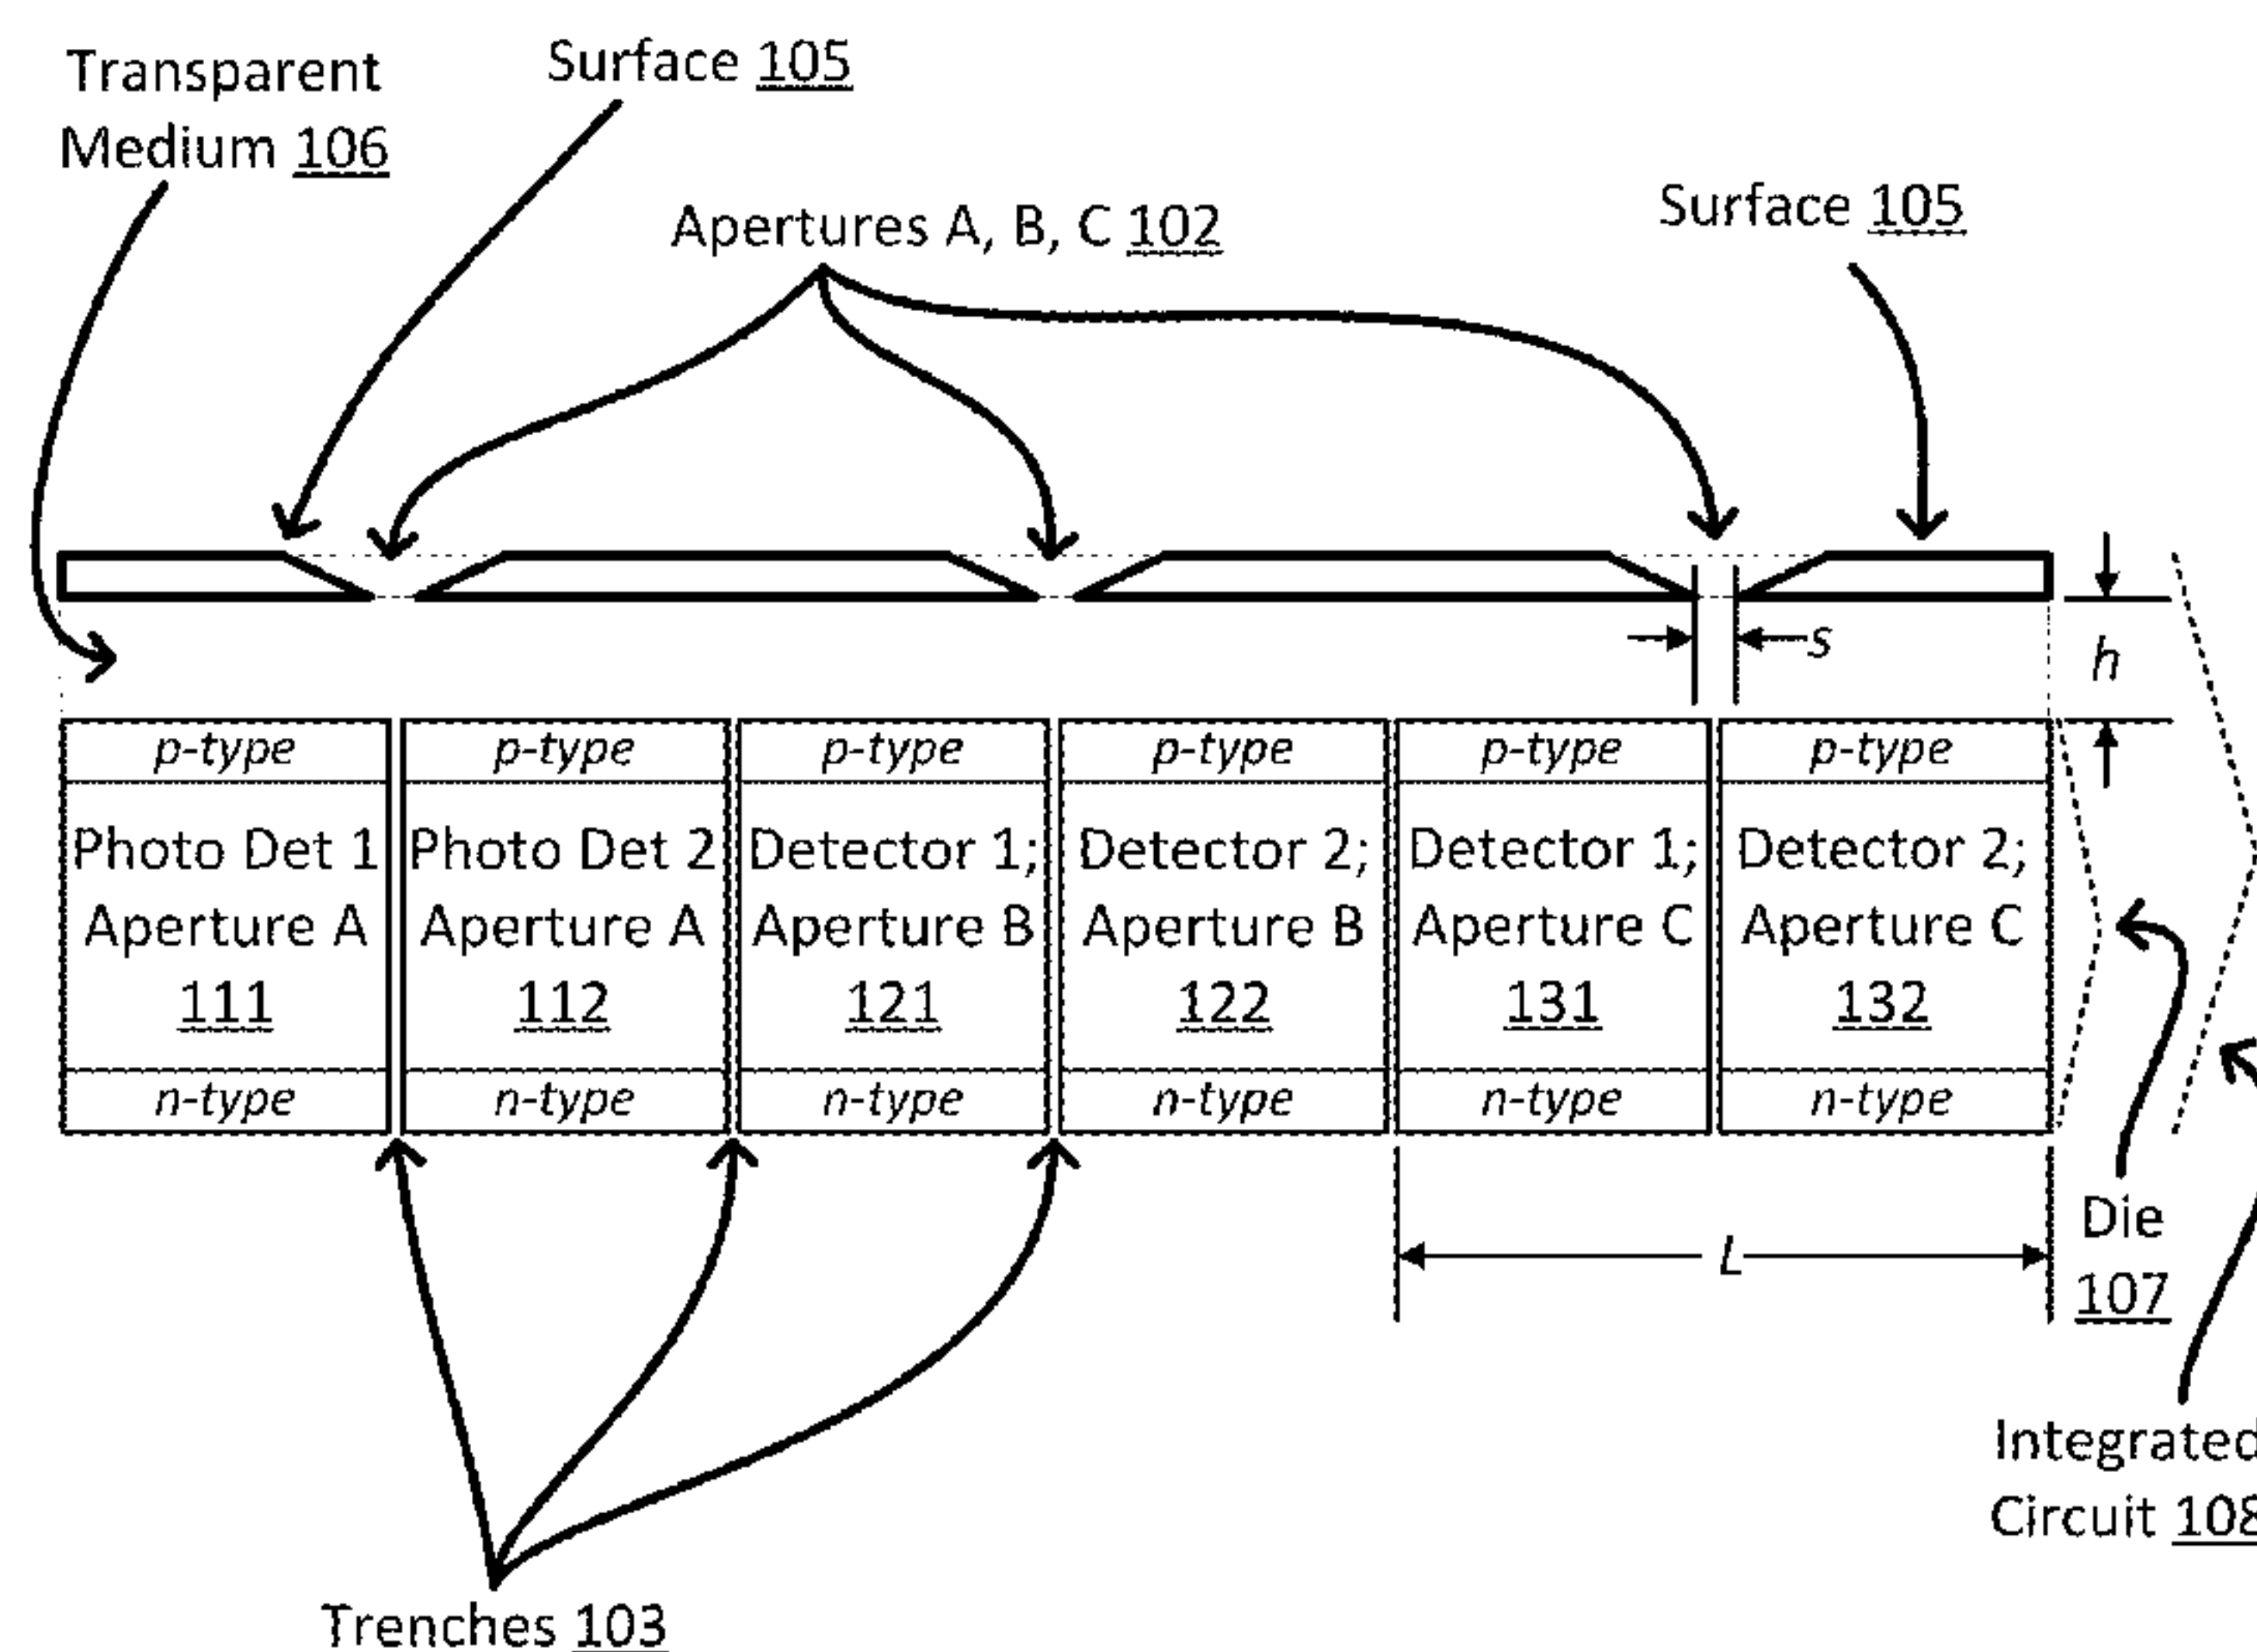 Transparent
Medium 106
Surface 105
Apertures A, B, C 102
Surface 105
s
h
p-type p-type p-type p-type p-type p-type
Photo Det 1 Photo Det 2 Detector 1; Detector 2; Detector 1; Detector 2;
Aperture A Aperture A Aperture B Aperture B Aperture C Aperture C
111 112 121 122 131 132
n-type n-type n-type n-type n-type n-type
L
Die
107
Integrated
Circuit 108
Trenches 103